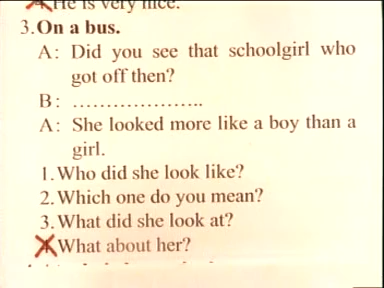 4. He is very nice.
3. On a bus.
A: Did you see that schoolgirl who
got off then?
B: ......................
A: She looked more like a boy than a
girl.
1. Who did she look like?
2. Which one do you mean?
3. What did she look at?
4. What about her?